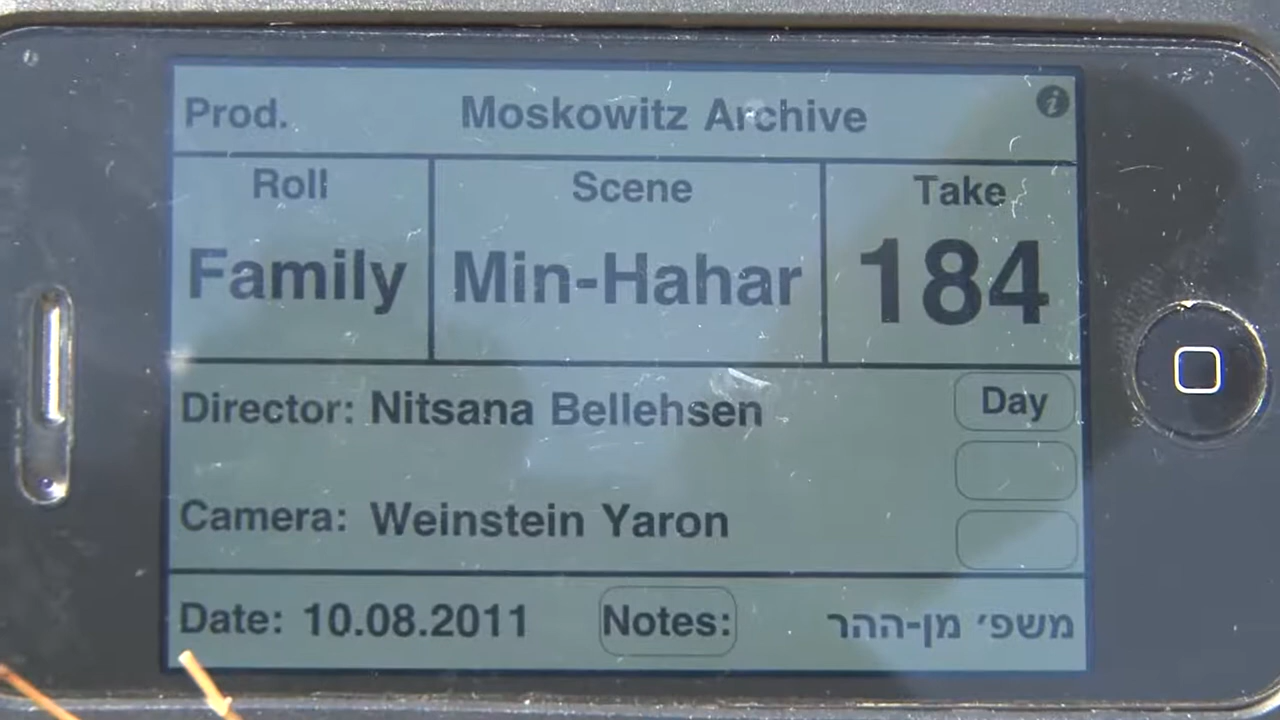 Prod. Moskowitz Archive i
Roll Scene Take
Family Min-Hahar 184
Director: Nitsana Bellehsen Day
Camera: Weinstein Yaron
Date: 10.08.2011 Notes: משפ׳ מן-ההר